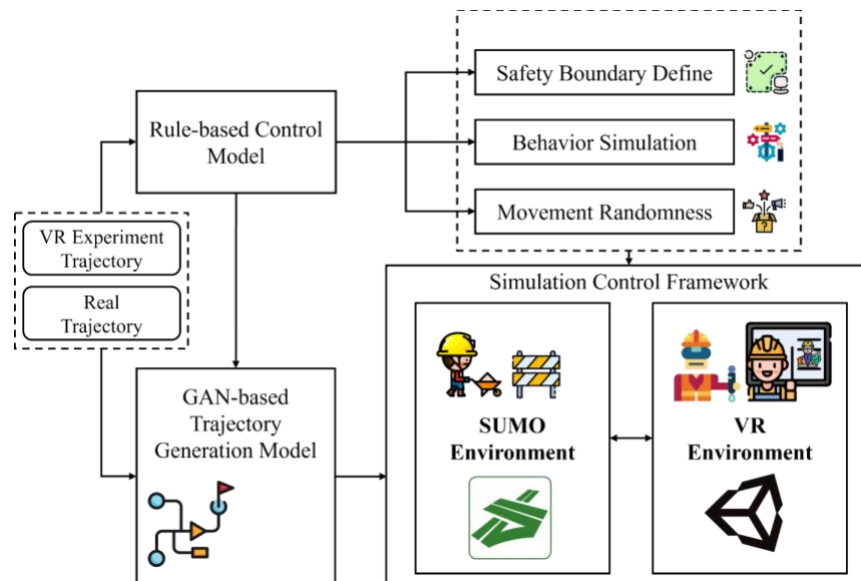 Safety Boundary Define
Rule-based Control
Model
Behavior Simulation
Movement Randomness
VR Experiment
Trajectory
Real
Trajectory
Simulation Control Framework
GAN-based
Trajectory
Generation Model
SUMO
Environment
VR
Environment